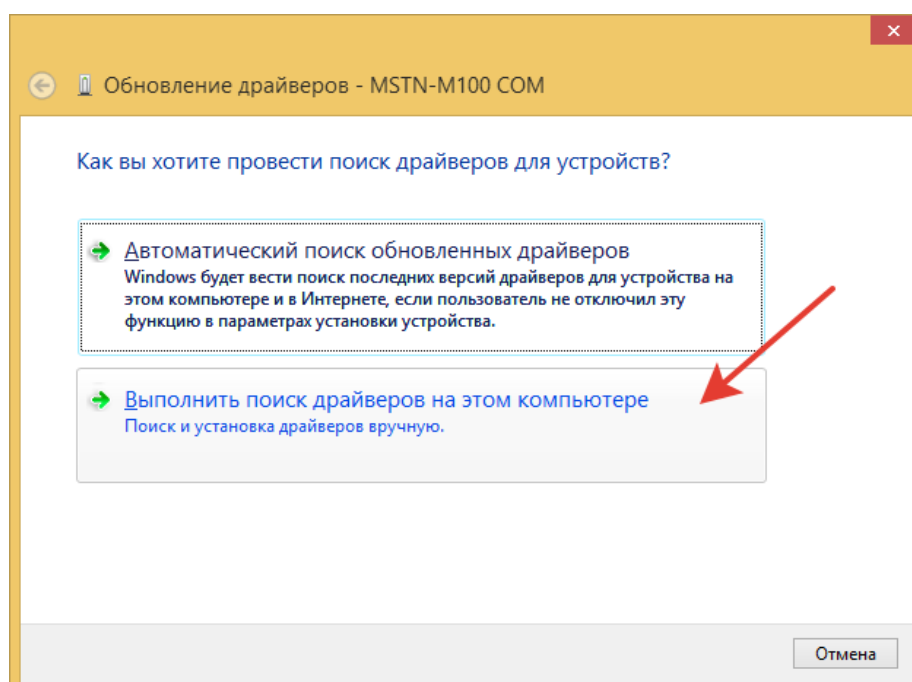 Обновление драйверов - MSTN-M100 COM
Как вы хотите провести поиск драйверов для устройств?
Автоматический поиск обновленных драйверов
Windows будет вести поиск последних версий драйверов для устройства на
этом компьютере и в Интернете, если пользователь не отключил эту
функцию в параметрах установки устройства.
Выполнить поиск драйверов на этом компьютере
Поиск и установка драйверов вручную.
Отмена